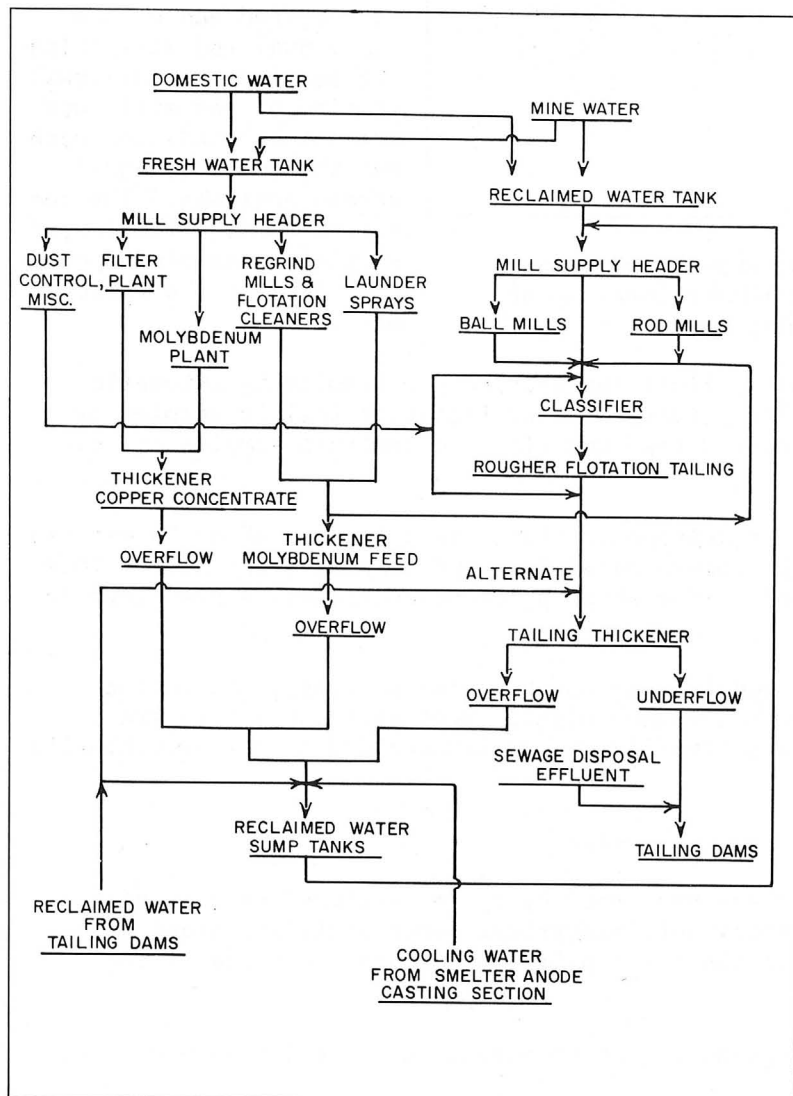 DOMESTIC WATER
MINE WATER
FRESH WATER TANK
RECLAIMED WATER TANK
MILL SUPPLY HEADER
DUST
CONTROL,
MISC.
FILTER
PLANT
MOLYBDENUM
PLANT
REGRIND
MILLS &
FLOTATION
CLEANERS
LAUNDER
SPRAYS
MILL SUPPLY HEADER
BALL MILLS
ROD MILLS
CLASSIFIER
ROUGHER FLOTATION TAILING
THICKENER
COPPER CONCENTRATE
OVERFLOW
THICKENER
MOLYBDENUM FEED
OVERFLOW
ALTERNATE
TAILING THICKENER
OVERFLOW
UNDERFLOW
SEWAGE DISPOSAL
EFFLUENT
TAILING DAMS
RECLAIMED WATER
SUMP TANKS
RECLAIMED WATER
FROM
TAILING DAMS
COOLING WATER
FROM SMELTER ANODE
CASTING SECTION